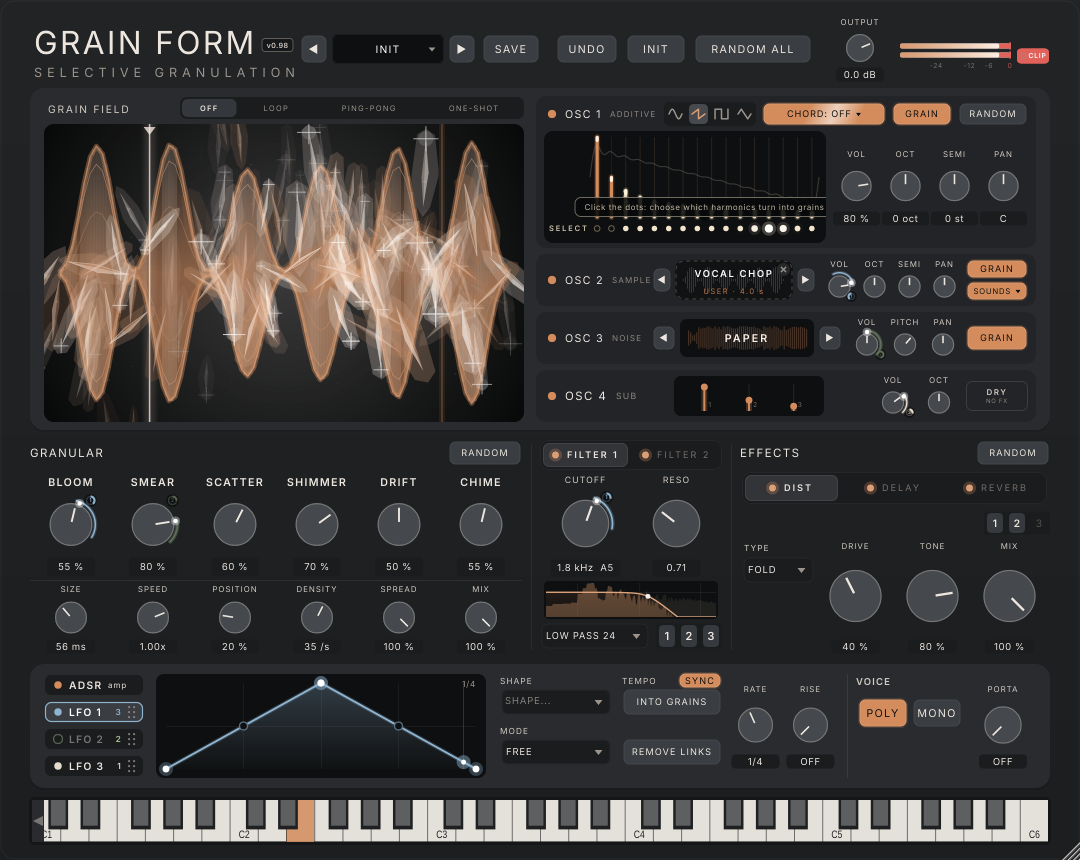 GRAIN FORM v0.98
SELECTIVE GRANULATION
INIT
SAVE
UNDO
INIT
RANDOM ALL
OUTPUT
0.0 dB
-24 -12 -6 0
CLIP
GRAIN FIELD
OFF LOOP PING-PONG ONE-SHOT
OSC 1 ADDITIVE
CHORD: OFF
GRAIN
RANDOM
Click the dots: choose which harmonics turn into grains
SELECT
VOL OCT SEMI PAN
80 % 0 oct 0 st C
OSC 2 SAMPLE
VOCAL CHOP
USER · 4.0 s
VOL OCT SEMI PAN
GRAIN
SOUNDS
OSC 3 NOISE
PAPER
VOL PITCH PAN
GRAIN
OSC 4 SUB
1 2 3
VOL OCT
DRY
NO FX
GRANULAR
RANDOM
BLOOM SMEAR SCATTER SHIMMER DRIFT CHIME
55 % 80 % 60 % 70 % 50 % 55 %
SIZE SPEED POSITION DENSITY SPREAD MIX
56 ms 1.00x 20 % 35 /s 100 % 100 %
FILTER 1 FILTER 2
CUTOFF RESO
1.8 kHz A5 0.71
LOW PASS 24
1 2 3
EFFECTS
RANDOM
DIST DELAY REVERB
1 2 3
TYPE
FOLD
DRIVE TONE MIX
40 % 80 % 100 %
ADSR amp
LFO 1 3
LFO 2 2
LFO 3 1
1/4
SHAPE
SHAPE...
MODE
FREE
TEMPO SYNC
INTO GRAINS
REMOVE LINKS
RATE RISE
1/4 OFF
VOICE
POLY MONO
PORTA
OFF
C1 C2 C3 C4 C5 C6